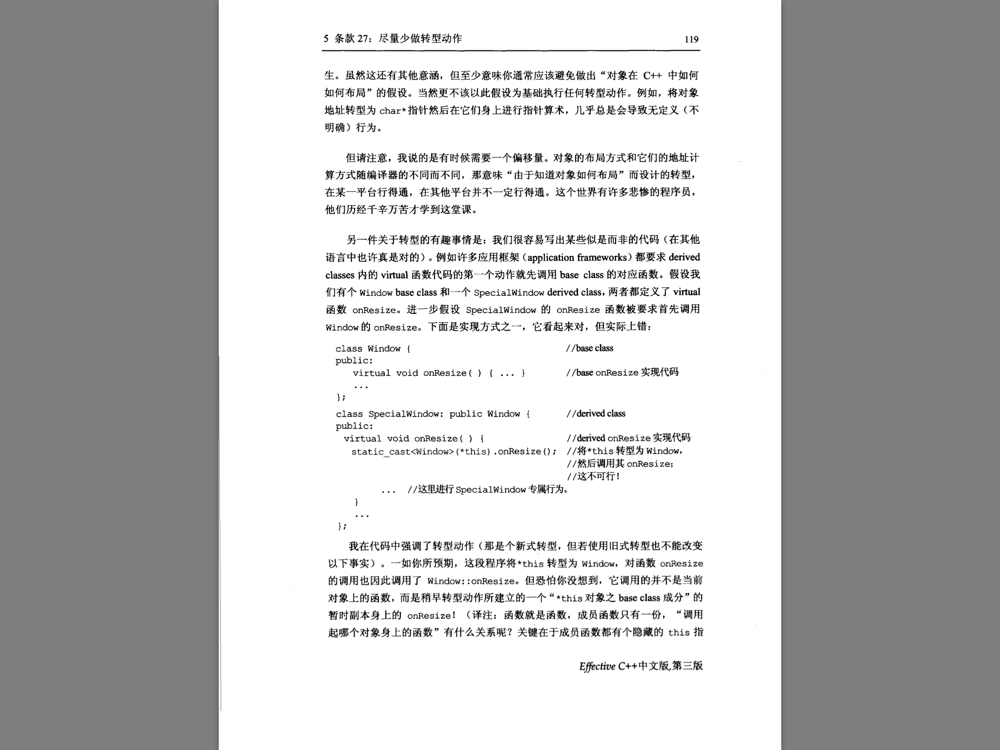 5 条款 27：尽量少做转型动作 119
生。虽然这还有其他意涵，但至少意味你通常应该避免做出“对象在 C++ 中如何
如何布局”的假设。当然更不该以此假设为基础执行任何转型动作。例如，将对象
地址转型为 char*指针然后在它们身上进行指针算术，几乎总是会导致无定义（不
明确）行为。
但请注意，我说的是有时候需要一个偏移量。对象的布局方式和它们的地址计
算方式随编译器的不同而不同，那意味“由于知道对象如何布局”而设计的转型，
在某一平台行得通，在其他平台并不一定行得通。这个世界有许多悲惨的程序员，
他们历经千辛万苦才学到这堂课。
另一件关于转型的有趣事情是：我们很容易写出某些似是而非的代码（在其他
语言中也许真是对的）。例如许多应用框架（application frameworks）都要求 derived
classes 内的 virtual 函数代码的第一个动作就先调用 base class 的对应函数。假设我
们有个 Window base class 和一个 SpecialWindow derived class，两者都定义了 virtual
函数 onResize。进一步假设 SpecialWindow 的 onResize 函数被要求首先调用
Window 的 onResize。下面是实现方式之一，它看起来对，但实际上错：
class Window { //base class
public:
virtual void onResize( ) { ... } //base onResize 实现代码
...
};
class SpecialWindow: public Window { //derived class
public:
virtual void onResize( ) { //derived onResize 实现代码
static_cast<Window>(*this).onResize(); //将*this 转型为 Window，
//然后调用其 onResize；
//这不可行！
... //这里进行 SpecialWindow 专属行为。
}
...
};
我在代码中强调了转型动作（那是个新式转型，但若使用旧式转型也不能改变
以下事实）。一如你所预期，这段程序将*this 转型为 Window，对函数 onResize
的调用也因此调用了 Window::onResize。但恐怕你没想到，它调用的并不是当前
对象上的函数，而是稍早转型动作所建立的一个“*this 对象之 base class 成分”的
暂时副本身上的 onResize！（译注：函数就是函数，成员函数只有一份，“调用
起哪个对象身上的函数”有什么关系呢？关键在于成员函数都有个隐藏的 this 指
Effective C++中文版,第三版